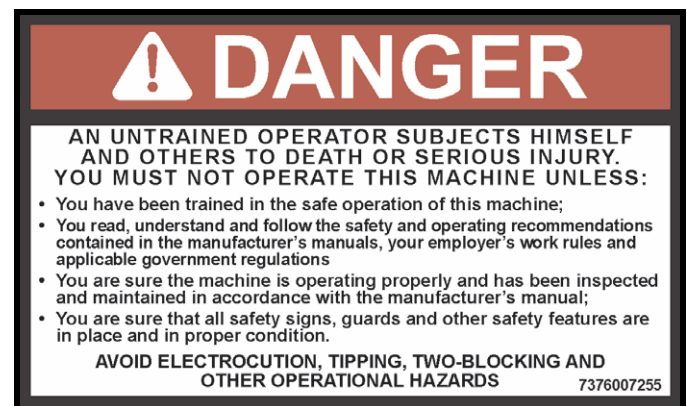 DANGER
AN UNTRAINED OPERATOR SUBJECTS HIMSELF
AND OTHERS TO DEATH OR SERIOUS INJURY.
YOU MUST NOT OPERATE THIS MACHINE UNLESS:
• You have been trained in the safe operation of this machine;
• You read, understand and follow the safety and operating recommendations
contained in the manufacturer's manuals, your employer's work rules and
applicable government regulations
• You are sure the machine is operating properly and has been inspected
and maintained in accordance with the manufacturer's manual;
• You are sure that all safety signs, guards and other safety features are
in place and in proper condition.
AVOID ELECTROCUTION, TIPPING, TWO-BLOCKING AND
OTHER OPERATIONAL HAZARDS
7376007255